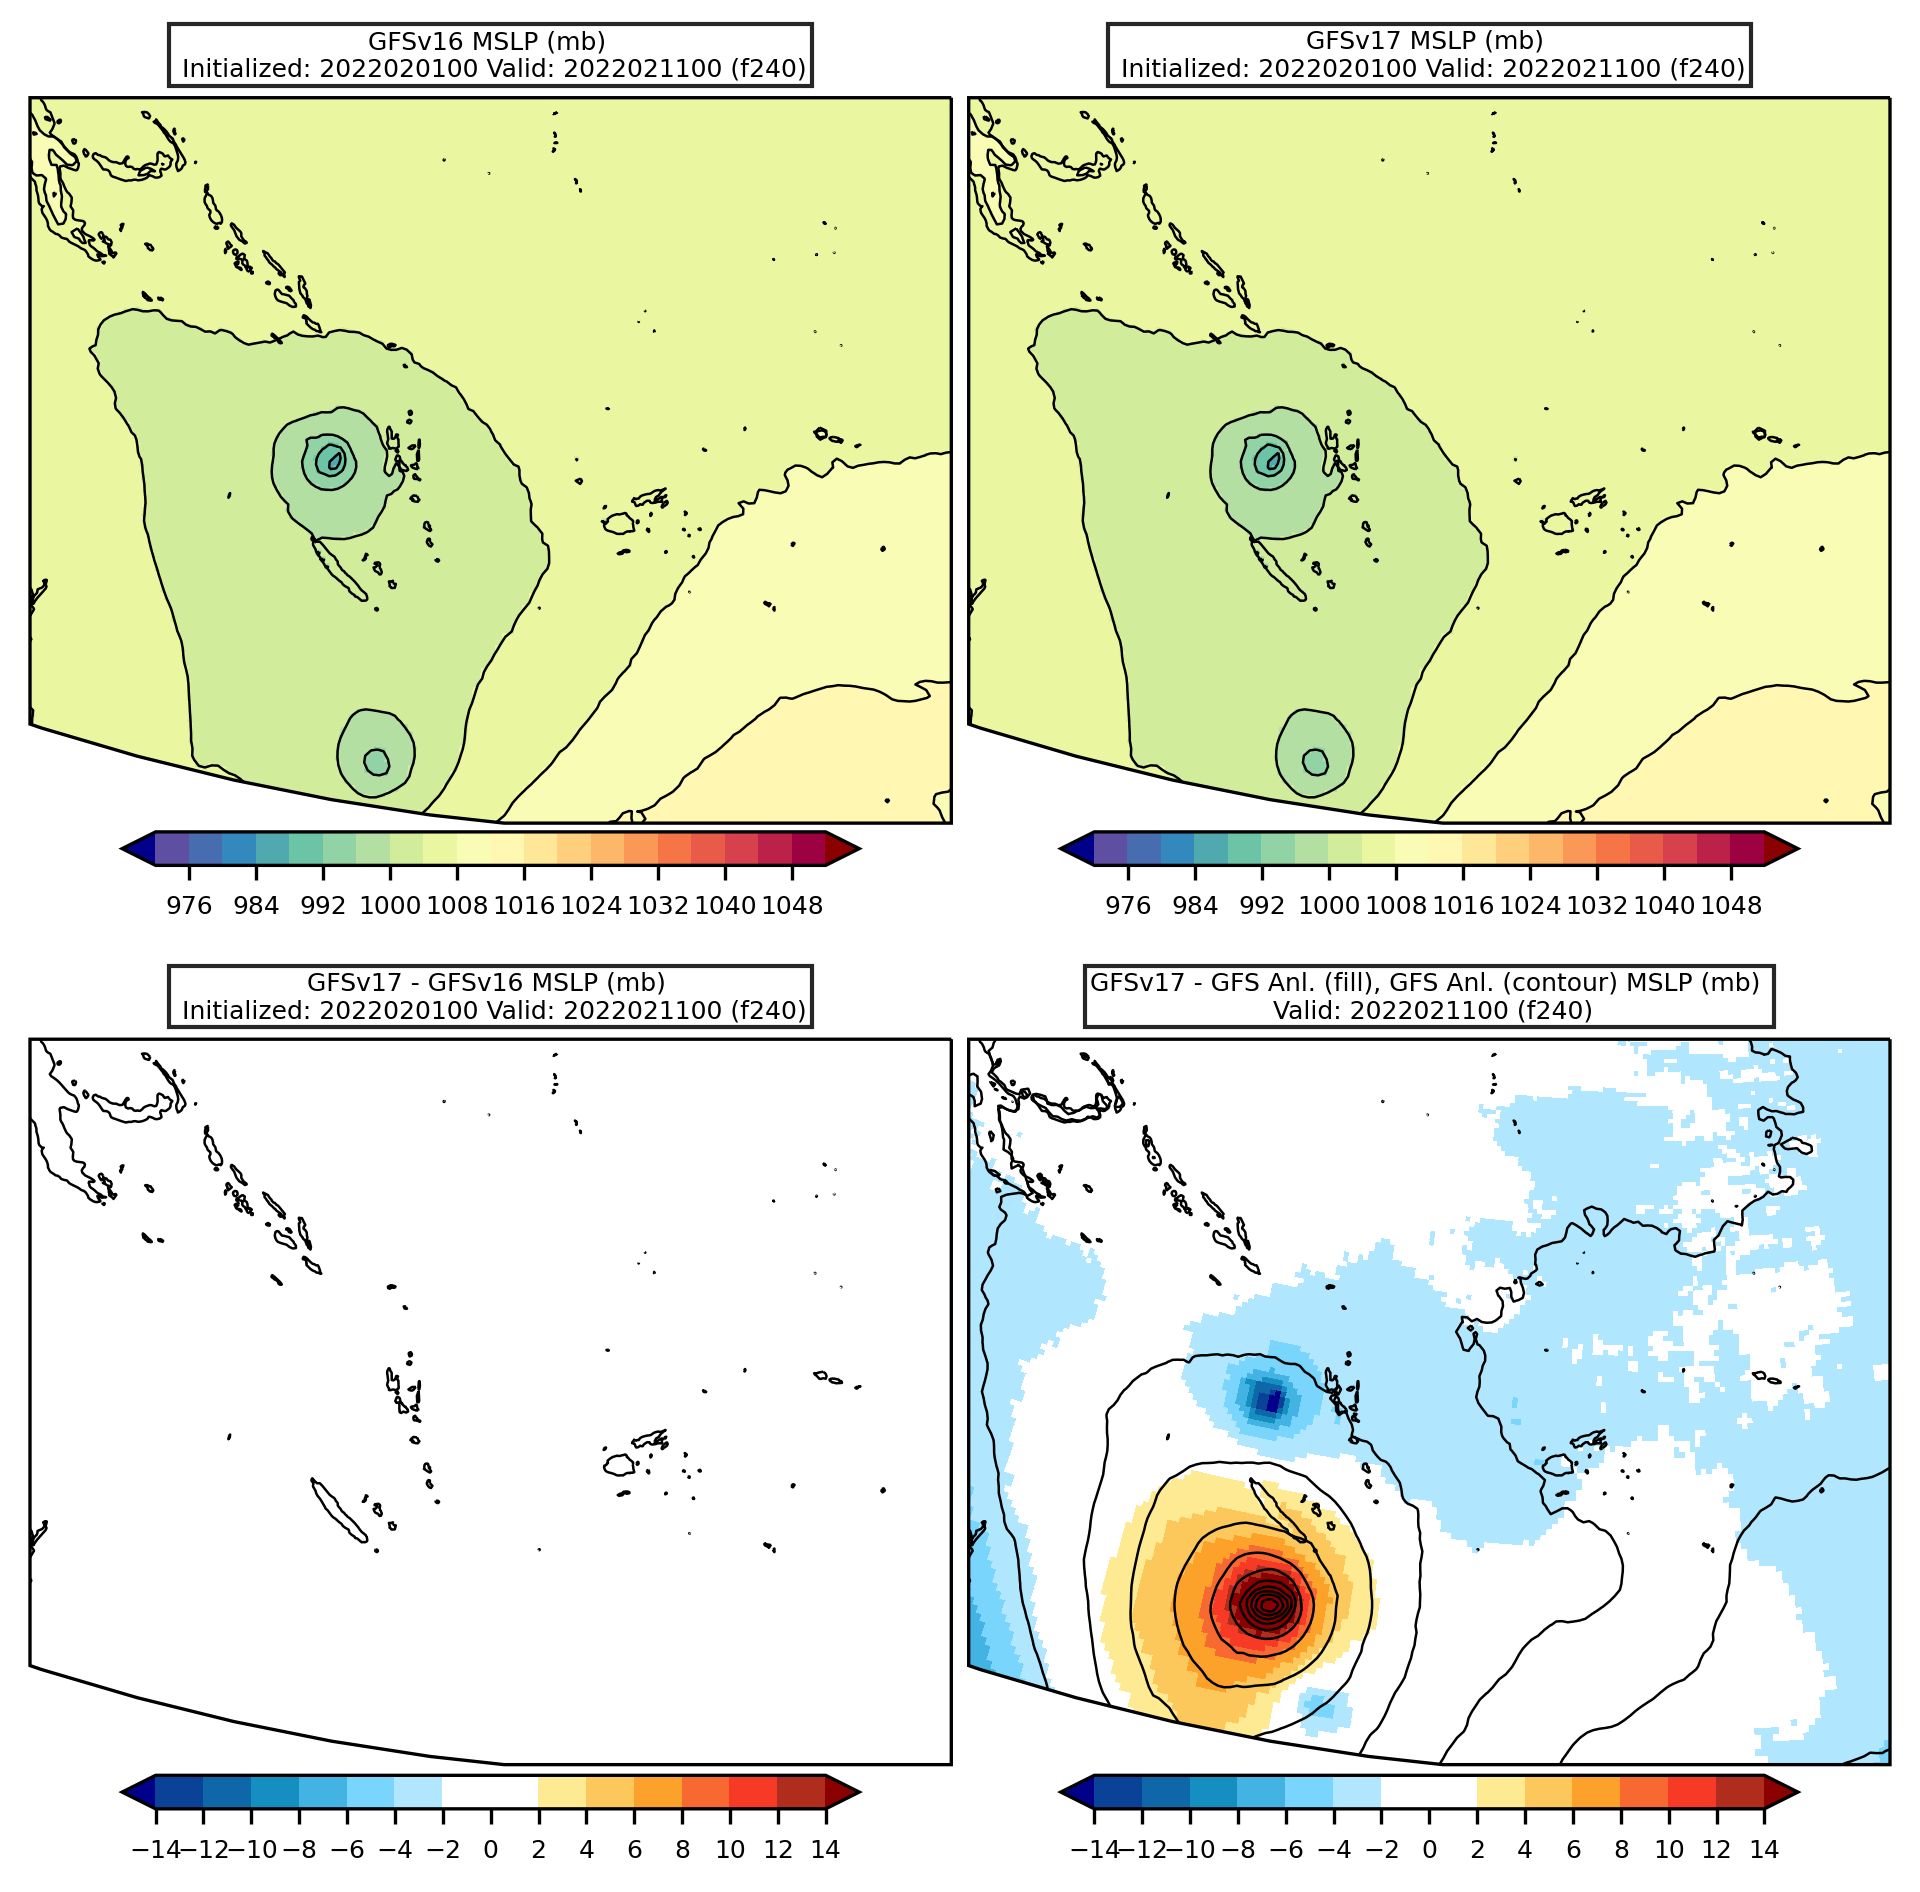 GFSv16 MSLP (mb)
Initialized: 2022020100 Valid: 2022021100 (f240)
GFSv17 MSLP (mb)
Initialized: 2022020100 Valid: 2022021100 (f240)
976 984 992 1000 1008 1016 1024 1032 1040 1048
976 984 992 1000 1008 1016 1024 1032 1040 1048
GFSv17 - GFSv16 MSLP (mb)
Initialized: 2022020100 Valid: 2022021100 (f240)
GFSv17 - GFS Anl. (fill), GFS Anl. (contour) MSLP (mb)
Valid: 2022021100 (f240)
−14 −12 −10 −8 −6 −4 −2 0 2 4 6 8 10 12 14
−14 −12 −10 −8 −6 −4 −2 0 2 4 6 8 10 12 14